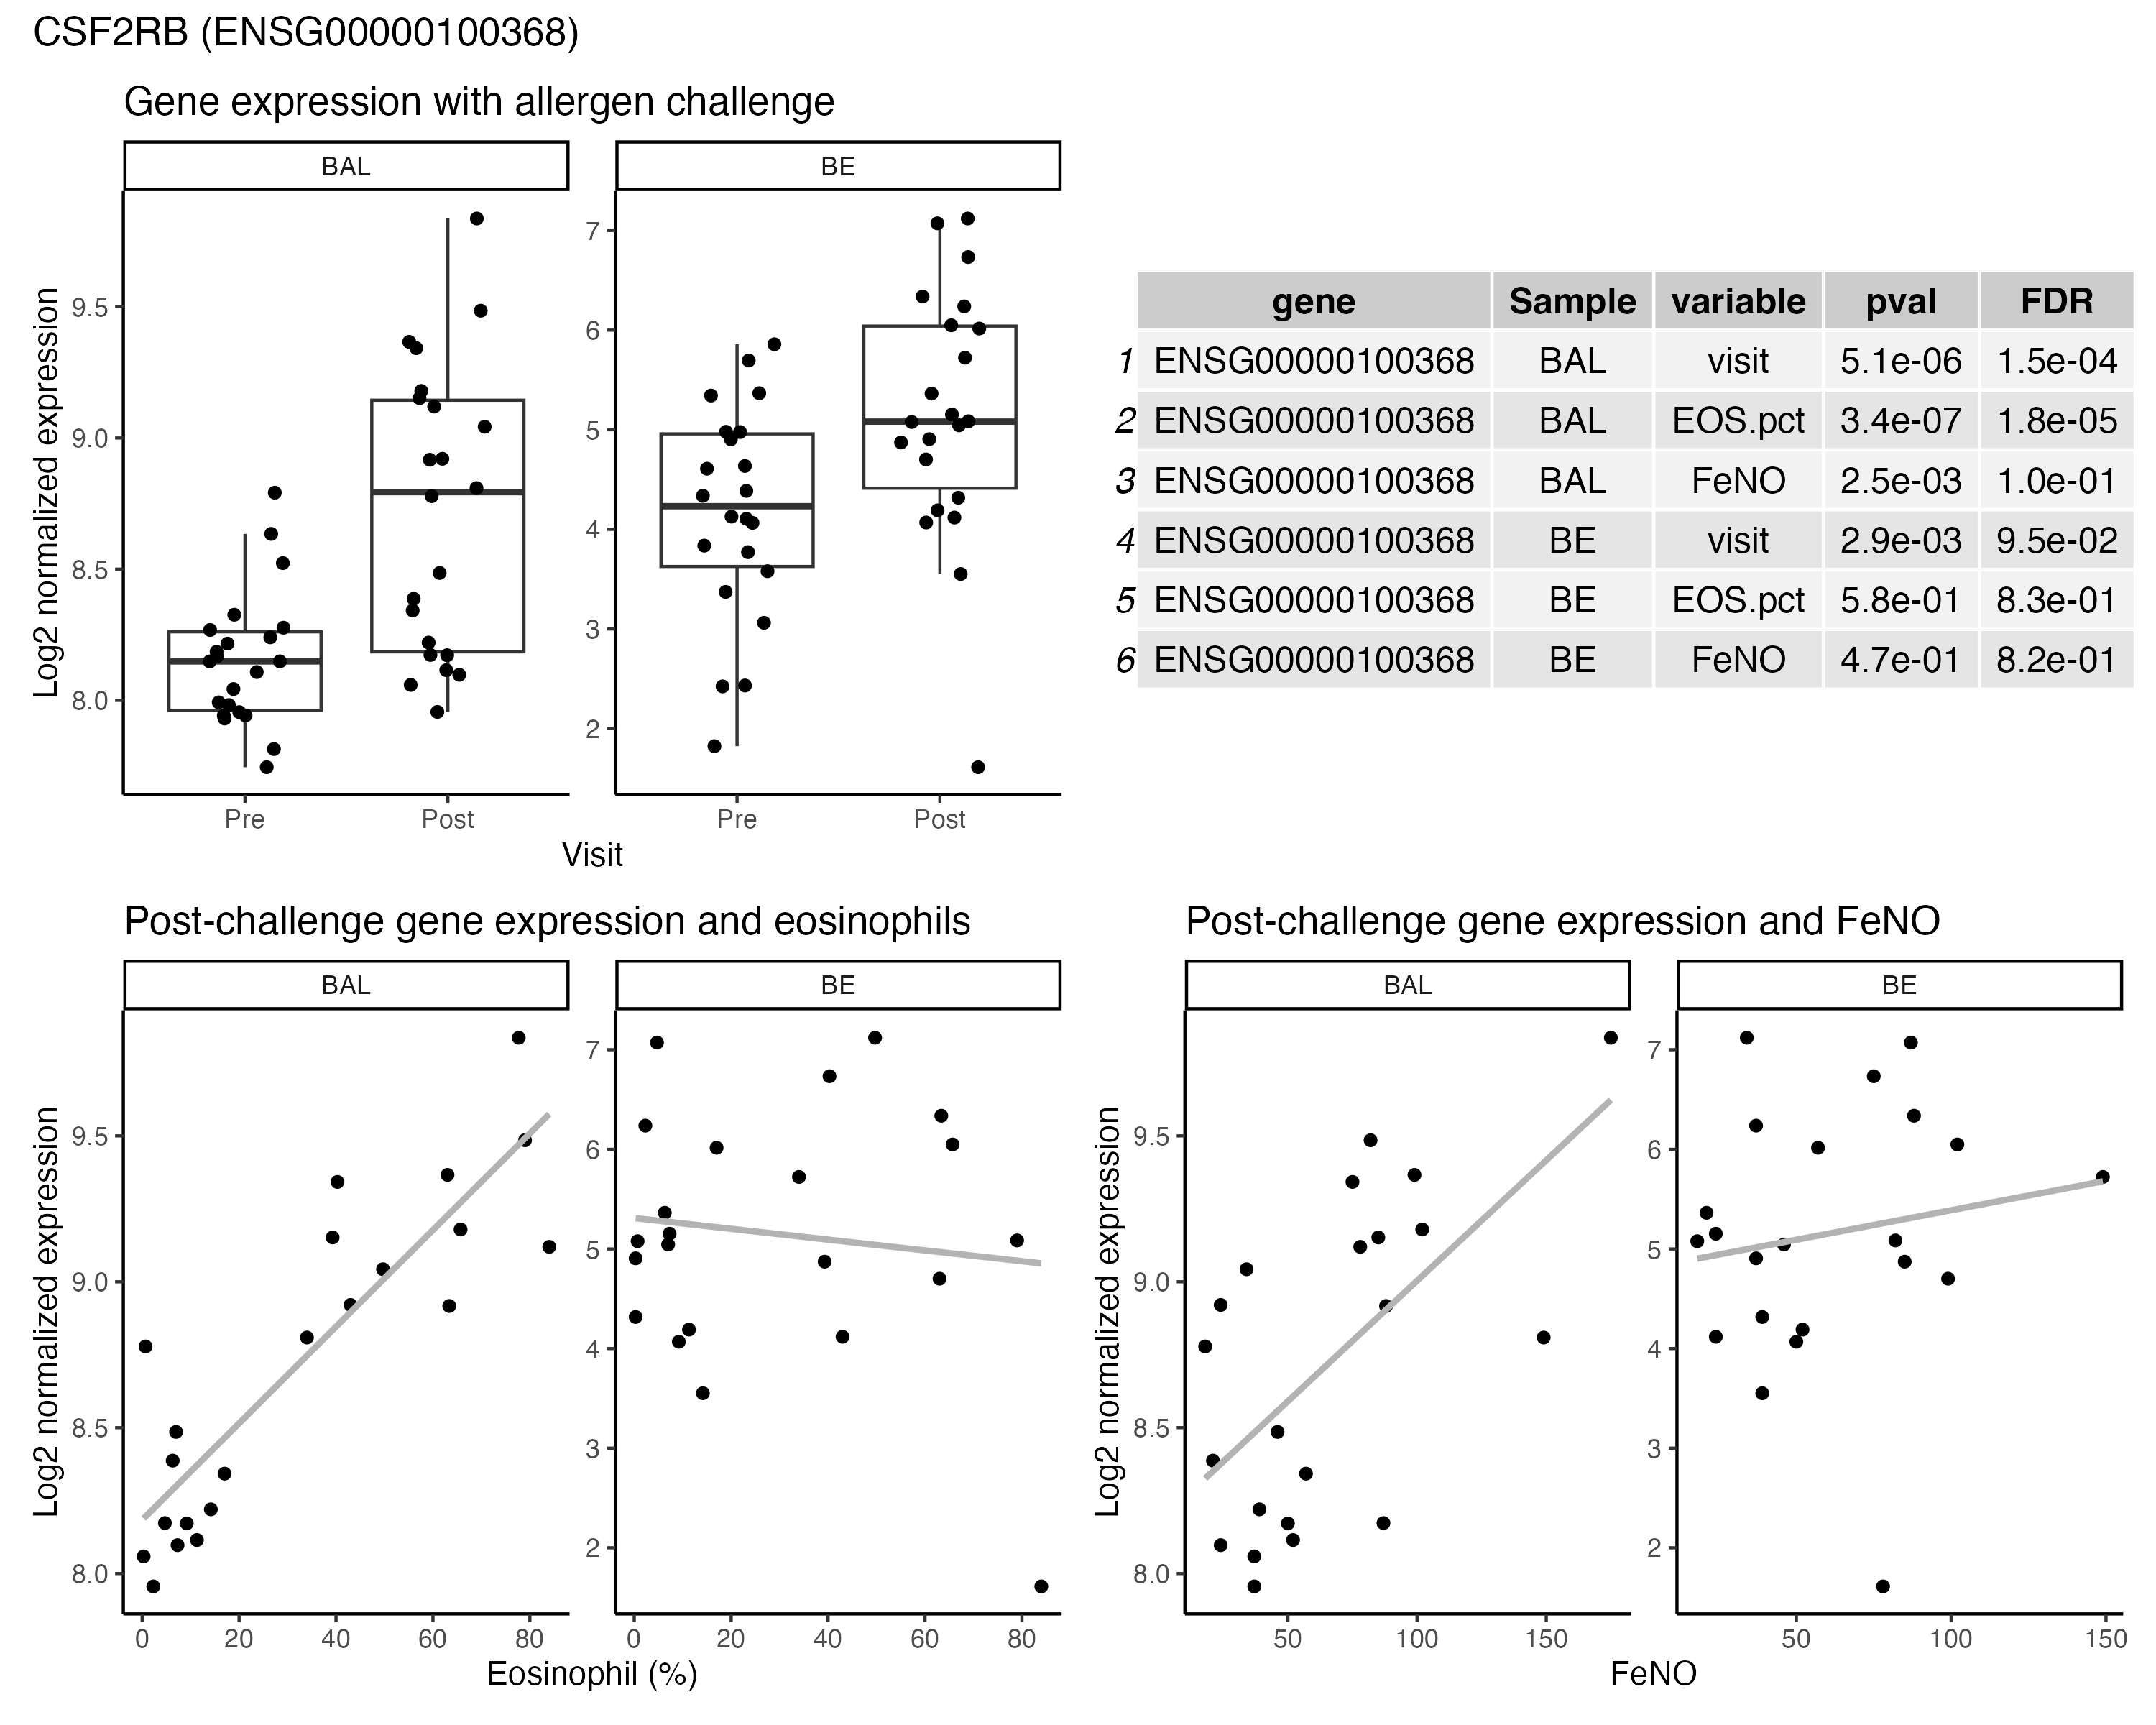 CSF2RB (ENSG00000100368)
Gene expression with allergen challenge
BAL BE
Log2 normalized expression
9.5
9.0
8.5
8.0
7
6
5
4
3
2
Pre Post Pre Post
Visit
gene Sample variable pval FDR
1 ENSG00000100368 BAL visit 5.1e-06 1.5e-04
2 ENSG00000100368 BAL EOS.pct 3.4e-07 1.8e-05
3 ENSG00000100368 BAL FeNO 2.5e-03 1.0e-01
4 ENSG00000100368 BE visit 2.9e-03 9.5e-02
5 ENSG00000100368 BE EOS.pct 5.8e-01 8.3e-01
6 ENSG00000100368 BE FeNO 4.7e-01 8.2e-01
Post-challenge gene expression and eosinophils
BAL BE
Log2 normalized expression
9.5
9.0
8.5
8.0
7
6
5
4
3
2
0 20 40 60 80 0 20 40 60 80
Eosinophil (%)
Post-challenge gene expression and FeNO
BAL BE
Log2 normalized expression
9.5
9.0
8.5
8.0
7
6
5
4
3
2
50 100 150 50 100 150
FeNO